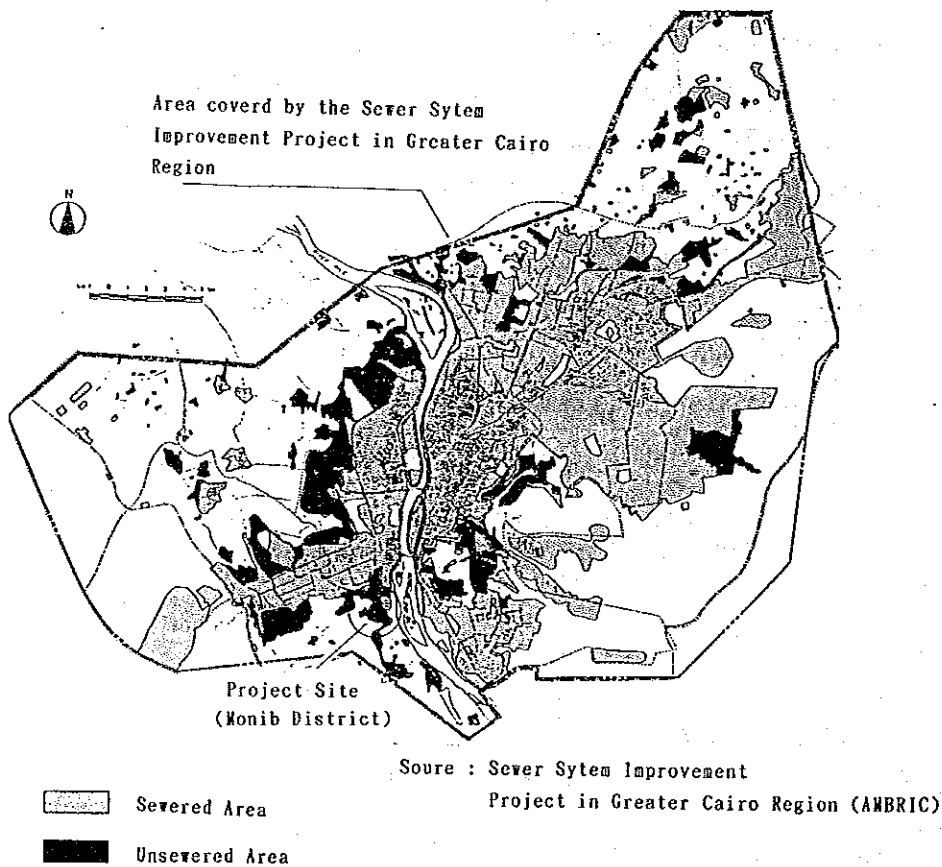 Area coverd by the Sewer Sytem
Improvement Project in Greater Cairo
Region
N
Project Site
(Monib District)
Soure : Sewer Sytem Improvement
Project in Greater Cairo Region (AMBRIC)
Sewered Area
Unsewered Area